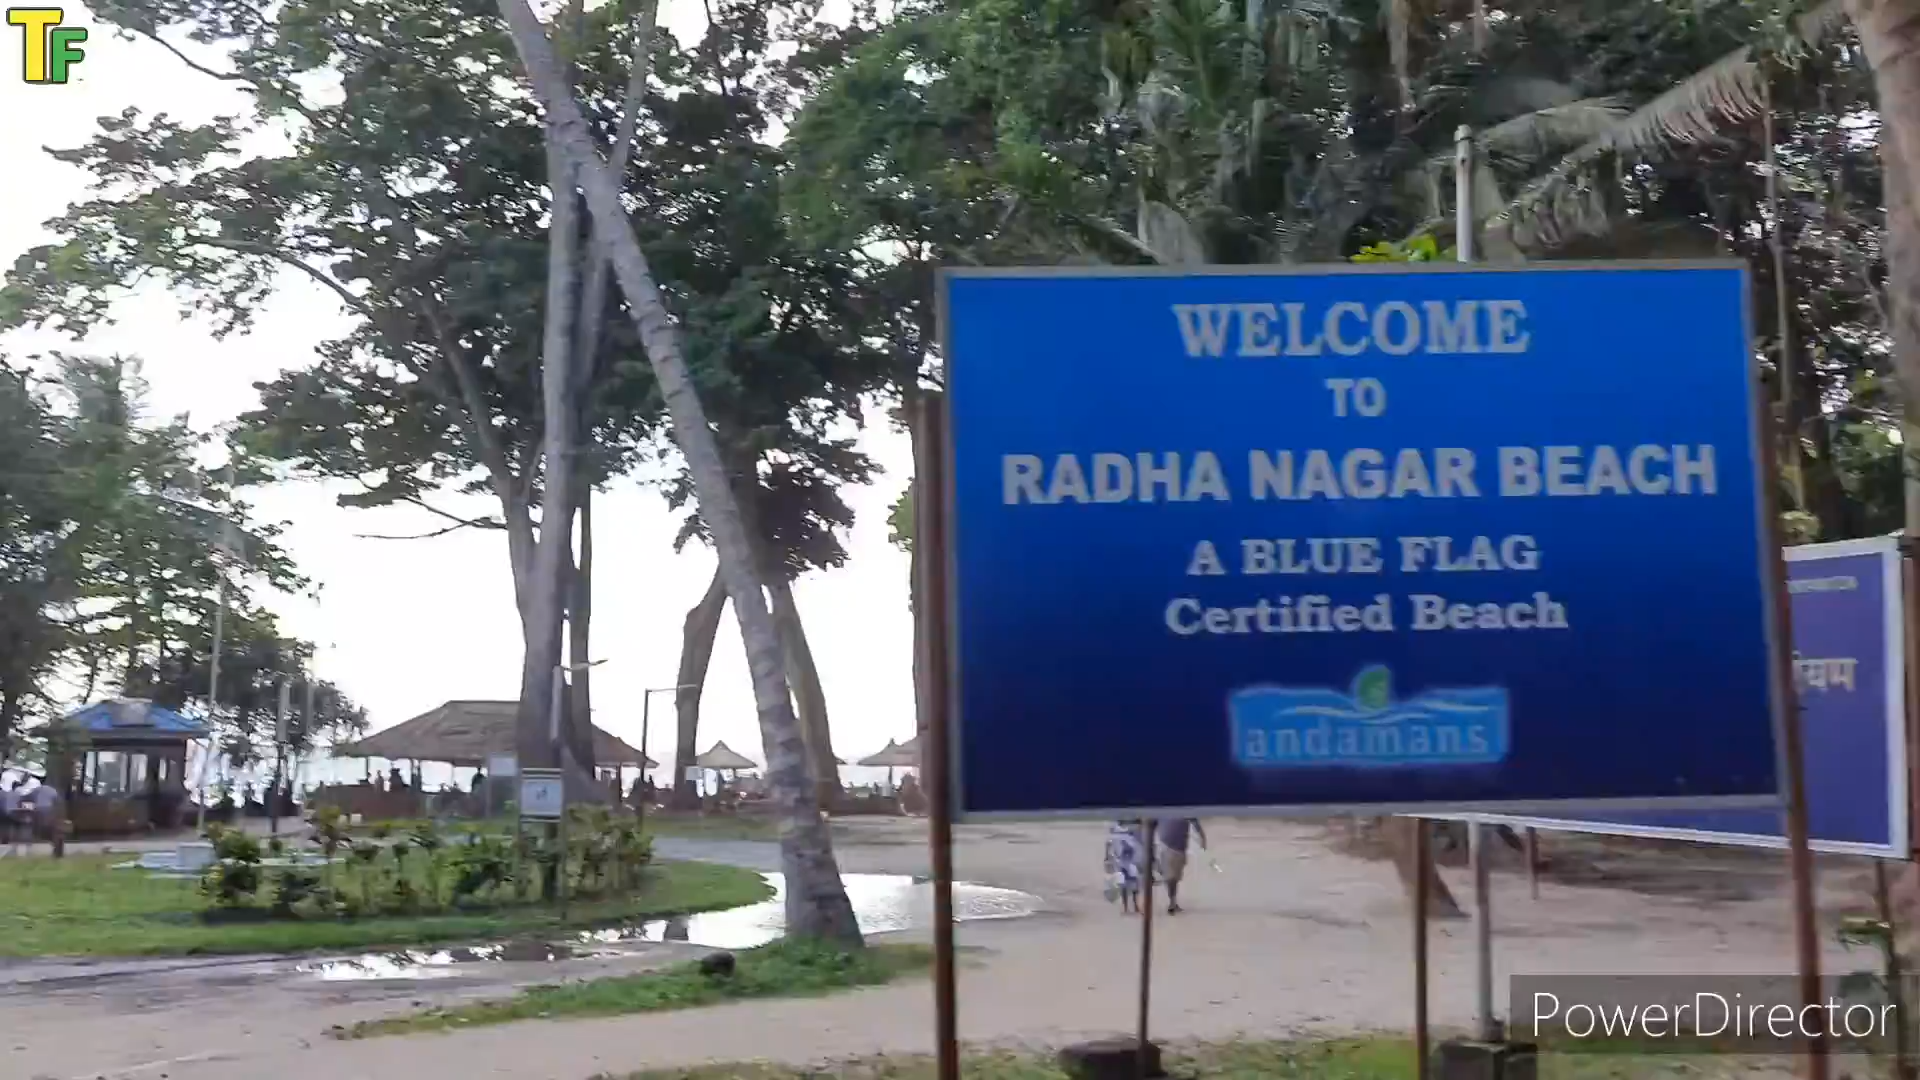 TF
WELCOME
TO
RADHA NAGAR BEACH
A BLUE FLAG
Certified Beach
andamans
PowerDirector